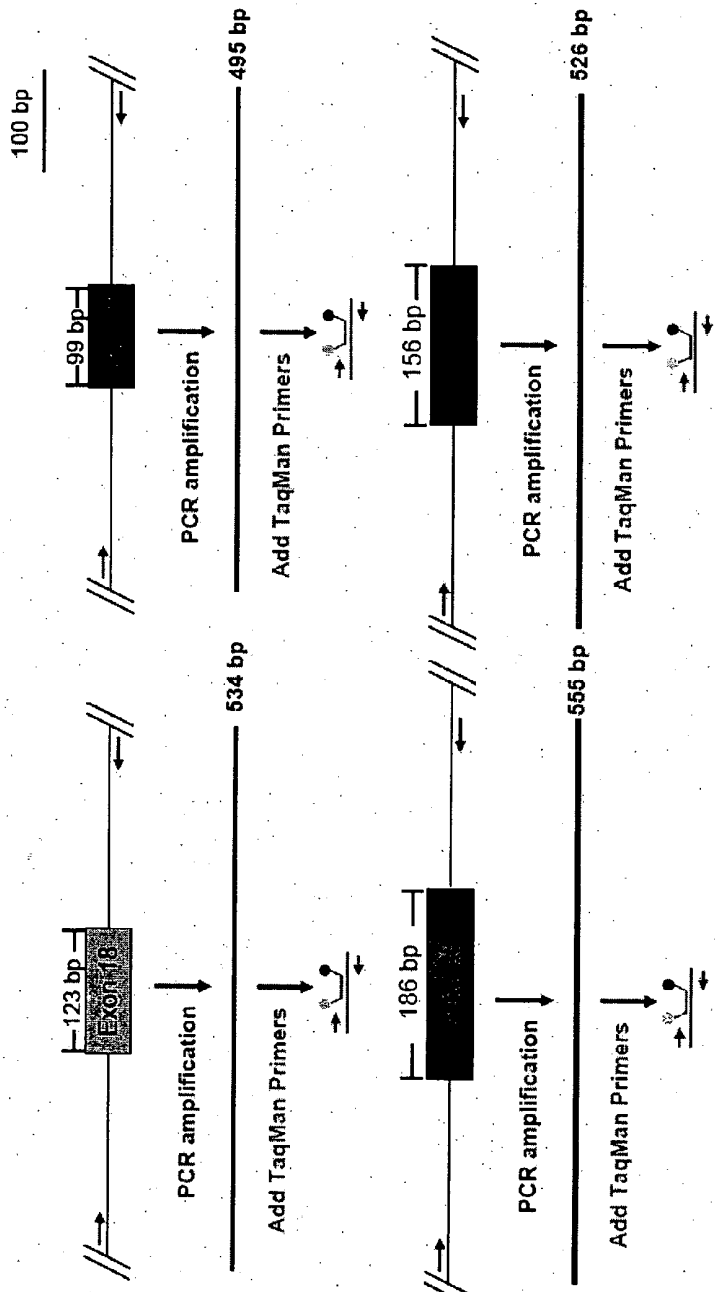 100 bp
123 bp
Exon-18
PCR amplification
534 bp
Add TaqMan Primers
99 bp
PCR amplification
495 bp
Add TaqMan Primers
186 bp
PCR amplification
555 bp
Add TaqMan Primers
156 bp
PCR amplification
526 bp
Add TaqMan Primers